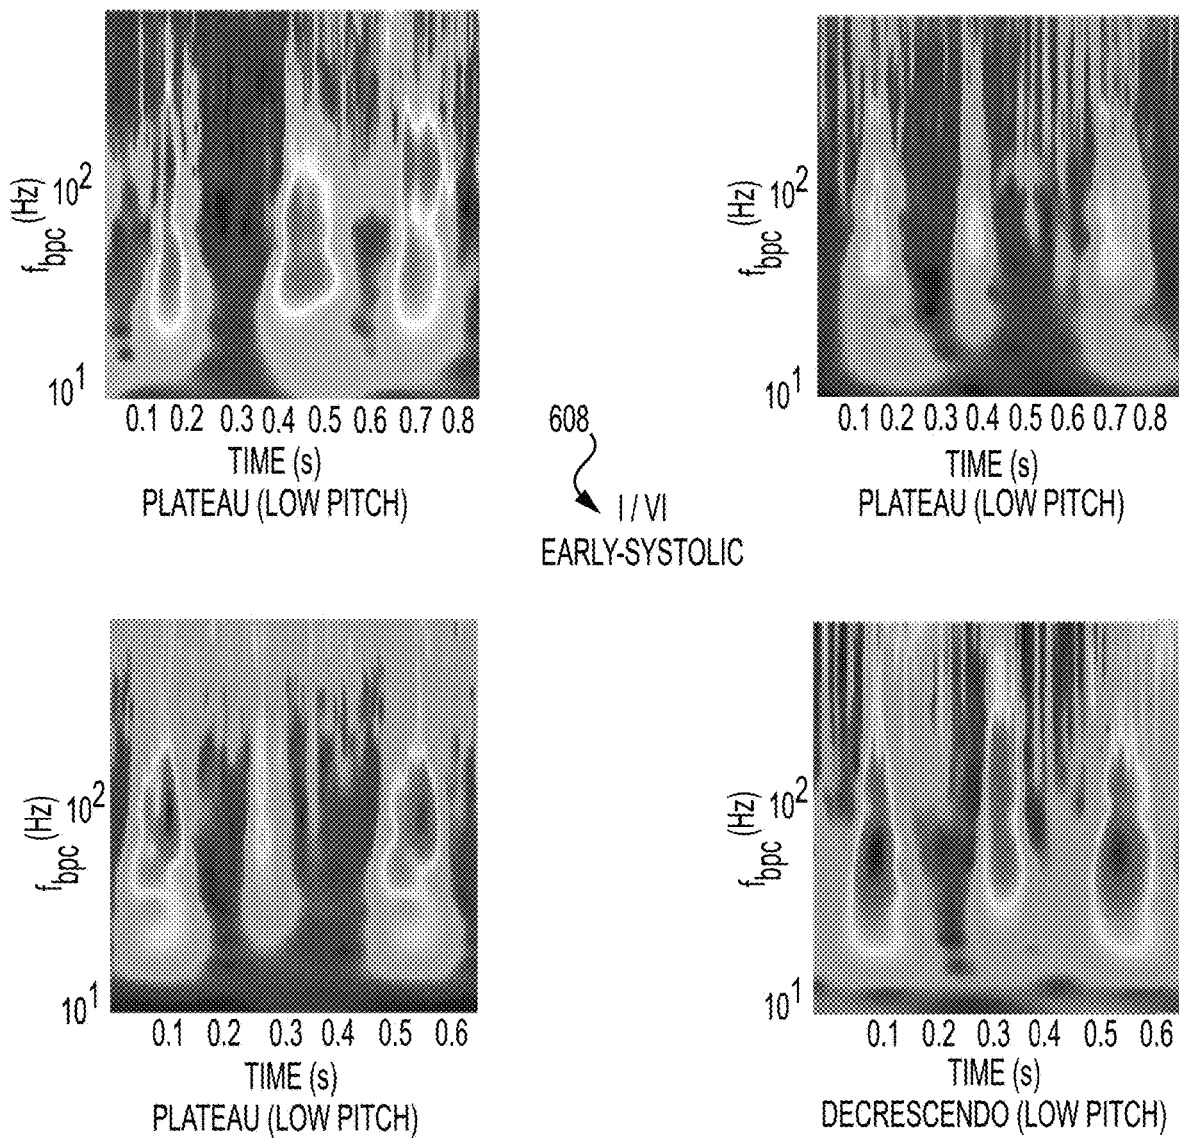 f_bpc (Hz)
10^2
10^1
0.1 0.2 0.3 0.4 0.5 0.6 0.7 0.8
TIME (s)
PLATEAU (LOW PITCH)
f_bpc (Hz)
10^2
10^1
0.1 0.2 0.3 0.4 0.5 0.6 0.7 0.8
TIME (s)
PLATEAU (LOW PITCH)
608
I / VI
EARLY-SYSTOLIC
f_bpc (Hz)
10^2
10^1
0.1 0.2 0.3 0.4 0.5 0.6
TIME (s)
PLATEAU (LOW PITCH)
f_bpc (Hz)
10^2
10^1
0.1 0.2 0.3 0.4 0.5 0.6
TIME (s)
DECRESCENDO (LOW PITCH)